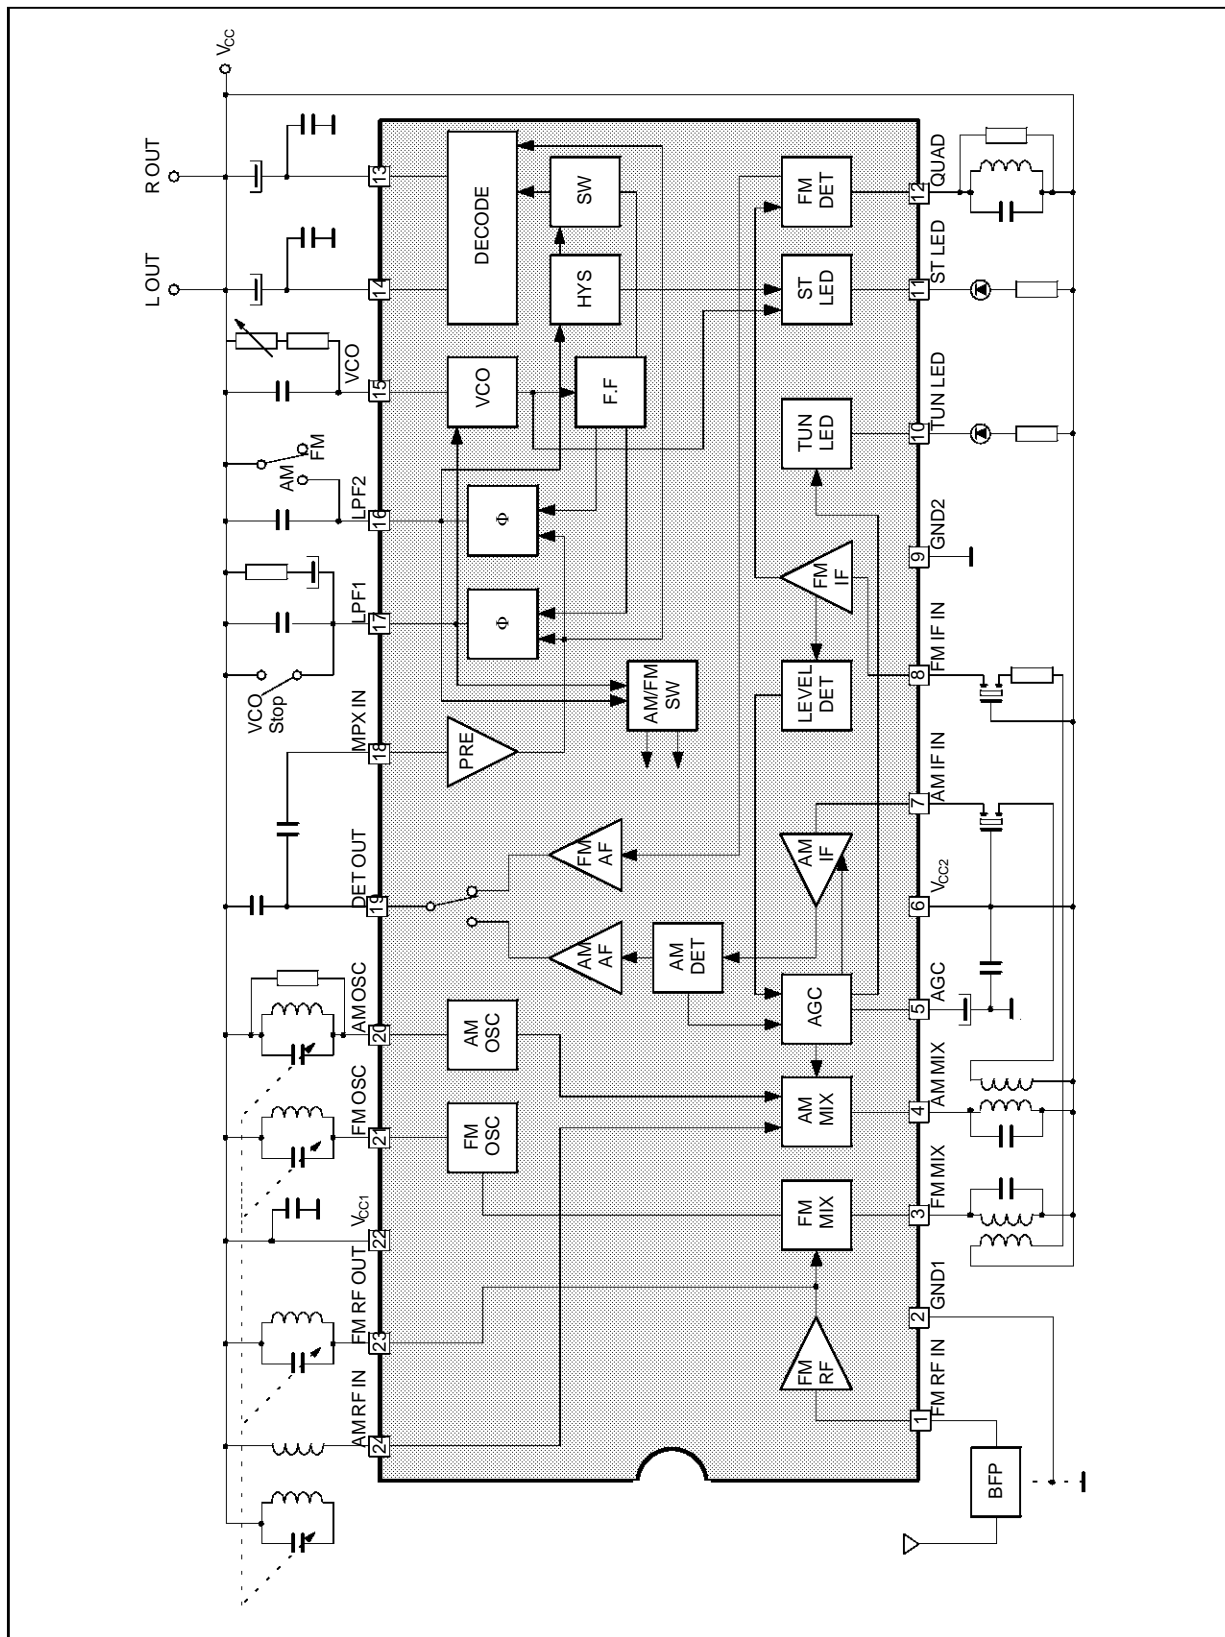 VCC
R OUT
L OUT
VCO
AM
FM
LPF2
LPF1
VCO
Stop
MPX IN
DET OUT
AM OSC
FM OSC
VCC1
FM RF OUT
AM RF IN
13
14
15
16
17
18
19
20
21
22
23
24
DECODE
SW
HYS
VCO
F.F
Φ
Φ
PRE
AM/FM
SW
FM
AF
AM
AF
AM
DET
AM
OSC
FM
OSC
FM
DET
ST
LED
TUN
LED
FM
IF
LEVEL
DET
AM
IF
AGC
AM
MIX
FM
MIX
FM
RF
12
11
10
9
8
7
6
5
4
3
2
1
QUAD
ST LED
TUN LED
GND2
FM IF IN
AM IF IN
VCC2
AGC
AM MIX
FM MIX
GND1
FM RF IN
BFP